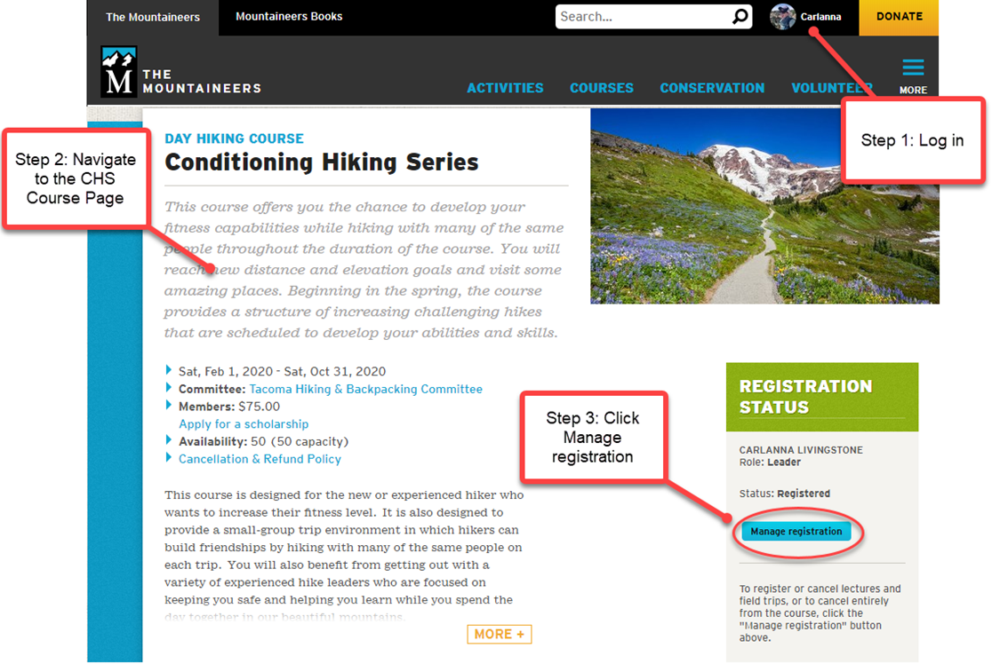 The Mountaineers
Mountaineers Books
Search...
Carlanna
DONATE
M
THE
MOUNTAINEERS
ACTIVITIES
COURSES
CONSERVATION
VOLUNTEER
MORE
Step 1: Log in
Step 2: Navigate
to the CHS
Course Page
DAY HIKING COURSE
Conditioning Hiking Series
This course offers you the chance to develop your
fitness capabilities while hiking with many of the same
people throughout the duration of the course. You will
reach new distance and elevation goals and visit some
amazing places. Beginning in the spring, the course
provides a structure of increasing challenging hikes
that are scheduled to develop your abilities and skills.
Sat, Feb 1, 2020 - Sat, Oct 31, 2020
Committee: Tacoma Hiking & Backpacking Committee
Members: $75.00
Apply for a scholarship
Availability: 50 (50 capacity)
Cancellation & Refund Policy
This course is designed for the new or experienced hiker who
wants to increase their fitness level. It is also designed to
provide a small-group trip environment in which hikers can
build friendships by hiking with many of the same people on
each trip. You will also benefit from getting out with a
variety of experienced hike leaders who are focused on
keeping you safe and helping you learn while you spend the
day together in our beautiful mountains.
MORE +
Step 3: Click
Manage
registration
REGISTRATION
STATUS
CARLANNA LIVINGSTONE
Role: Leader
Status: Registered
Manage registration
To register or cancel lectures and
field trips, or to cancel entirely
from the course, click the
"Manage registration" button
above.